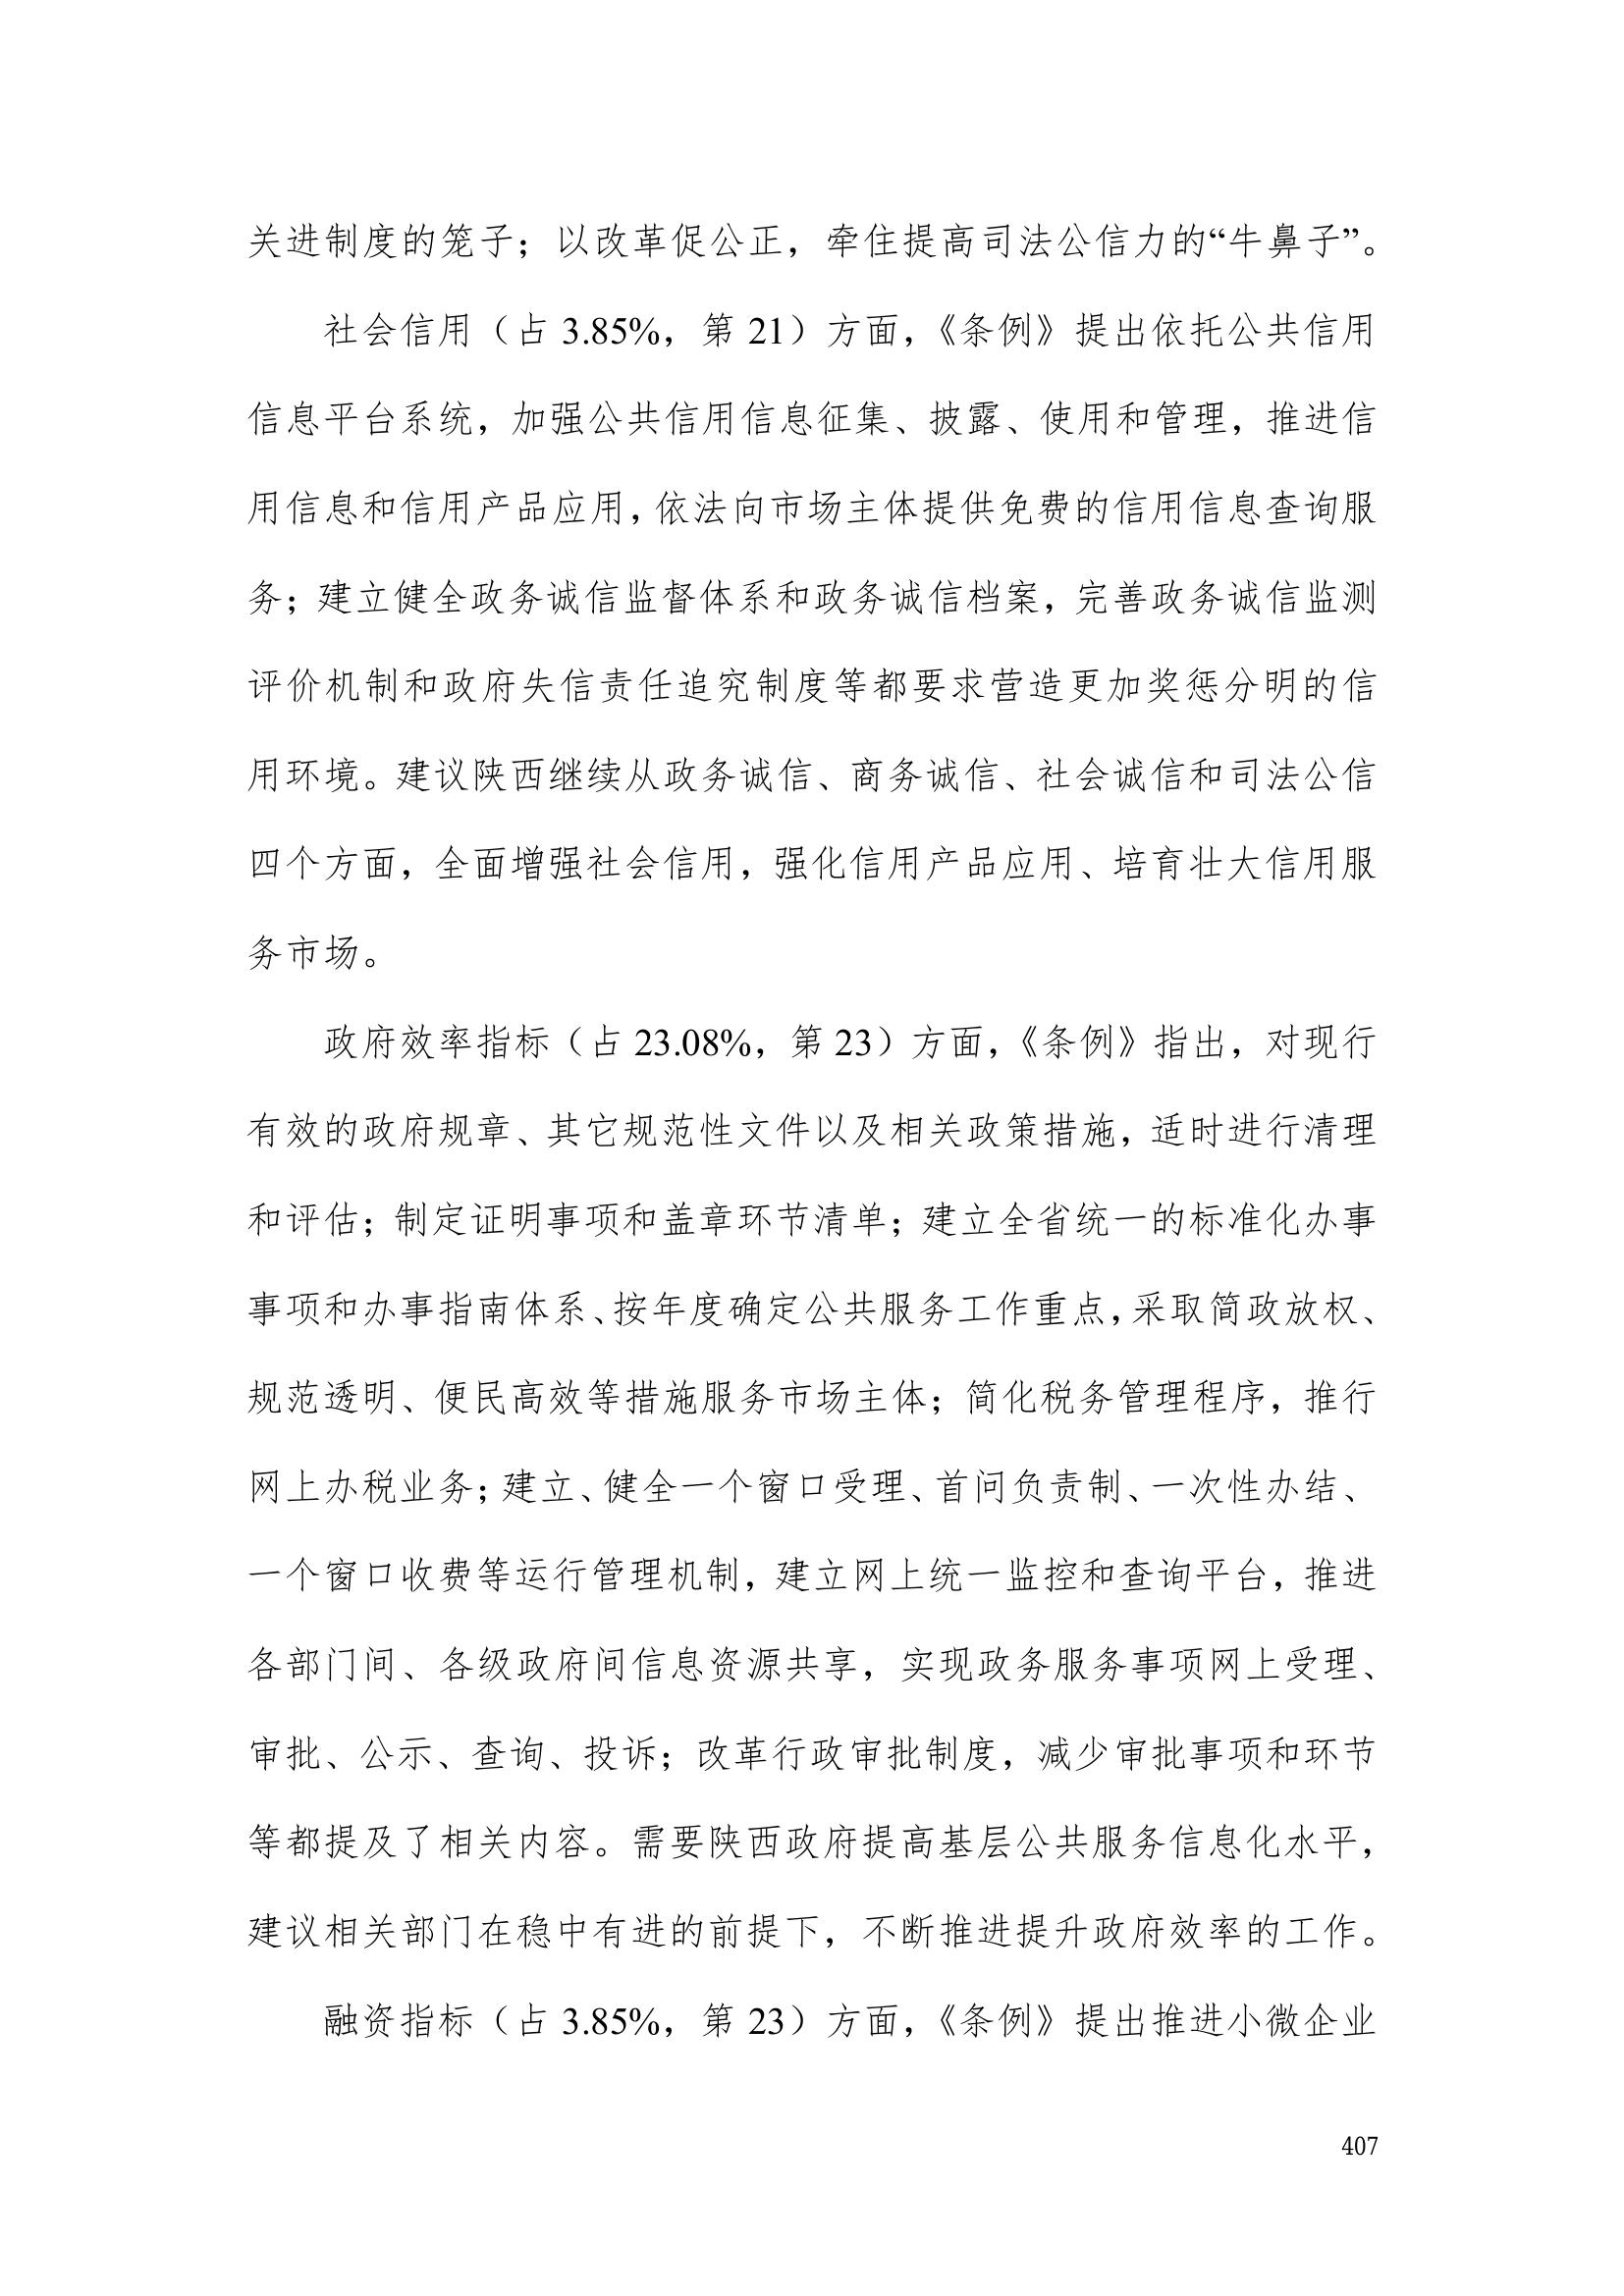 关进制度的笼子；以改革促公正，牵住提高司法公信力的“牛鼻子”。
社会信用（占 3.85%，第 21）方面，《条例》提出依托公共信用
信息平台系统，加强公共信用信息征集、披露、使用和管理，推进信
用信息和信用产品应用，依法向市场主体提供免费的信用信息查询服
务；建立健全政务诚信监督体系和政务诚信档案，完善政务诚信监测
评价机制和政府失信责任追究制度等都要求营造更加奖惩分明的信
用环境。建议陕西继续从政务诚信、商务诚信、社会诚信和司法公信
四个方面，全面增强社会信用，强化信用产品应用、培育壮大信用服
务市场。
政府效率指标（占 23.08%，第 23）方面，《条例》指出，对现行
有效的政府规章、其它规范性文件以及相关政策措施，适时进行清理
和评估；制定证明事项和盖章环节清单；建立全省统一的标准化办事
事项和办事指南体系、按年度确定公共服务工作重点，采取简政放权、
规范透明、便民高效等措施服务市场主体；简化税务管理程序，推行
网上办税业务；建立、健全一个窗口受理、首问负责制、一次性办结、
一个窗口收费等运行管理机制，建立网上统一监控和查询平台，推进
各部门间、各级政府间信息资源共享，实现政务服务事项网上受理、
审批、公示、查询、投诉；改革行政审批制度，减少审批事项和环节
等都提及了相关内容。需要陕西政府提高基层公共服务信息化水平，
建议相关部门在稳中有进的前提下，不断推进提升政府效率的工作。
融资指标（占 3.85%，第 23）方面，《条例》提出推进小微企业
407